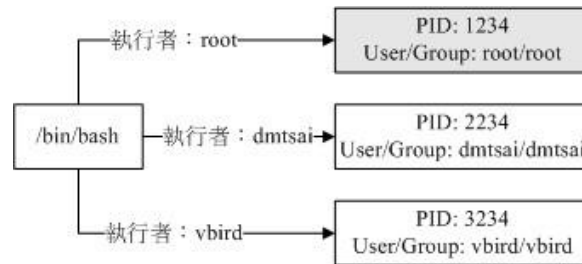 PID: 1234
User/Group: root/root
執行者：root
/bin/bash
執行者：dmtsai
PID: 2234
User/Group: dmtsai/dmtsai
執行者：vbird
PID: 3234
User/Group: vbird/vbird